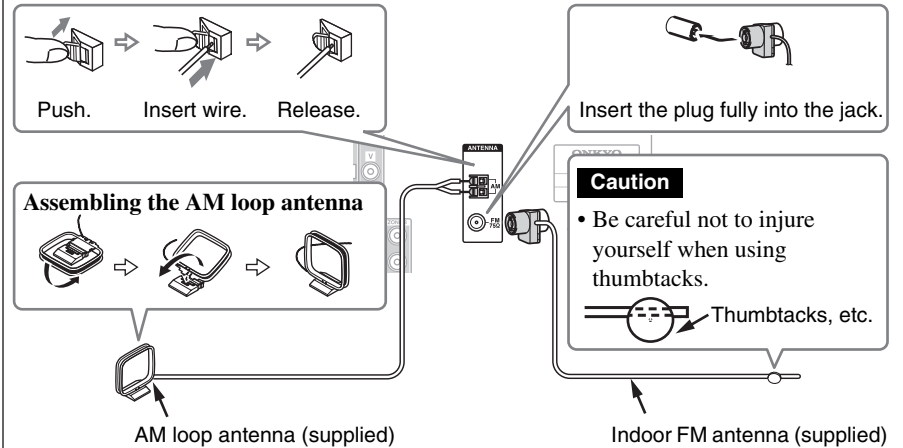 Push.
Insert wire.
Release.
Insert the plug fully into the jack.
ANTENNA
V
AM
FM
75Ω
ONKYO
Caution
• Be careful not to injure
yourself when using
thumbtacks.
Thumbtacks, etc.
Assembling the AM loop antenna
AM loop antenna (supplied)
Indoor FM antenna (supplied)